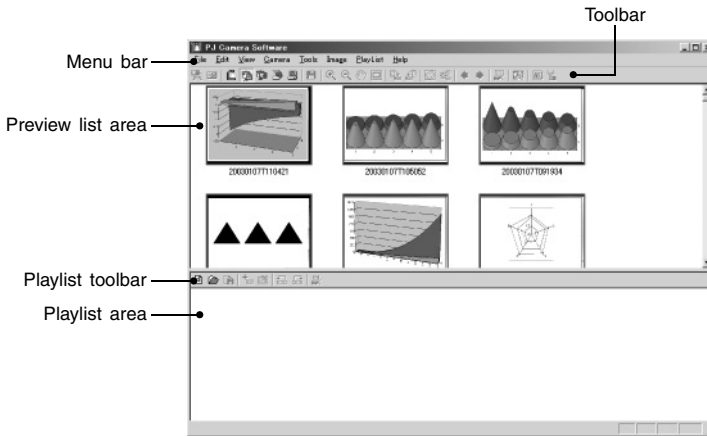 Toolbar
PJ Camera Software
Menu bar
File Edit View Camera Tools Image PlayList Help
Preview list area
20030107T110421 20030107T105052 20030107T091934
Playlist toolbar
Playlist area